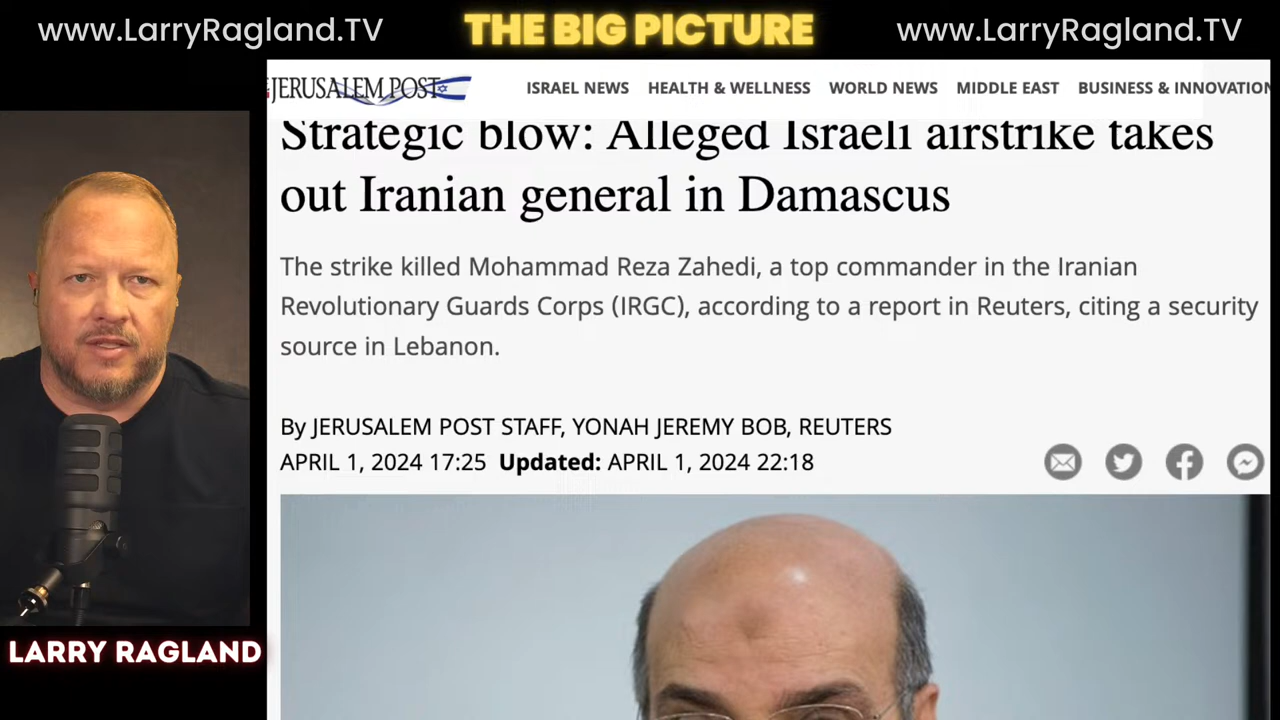 www.LarryRagland.TV
THE BIG PICTURE
www.LarryRagland.TV
JERUSALEM POST
ISRAEL NEWS HEALTH & WELLNESS WORLD NEWS MIDDLE EAST BUSINESS & INNOVATION
Strategic blow: Alleged Israeli airstrike takes
out Iranian general in Damascus
The strike killed Mohammad Reza Zahedi, a top commander in the Iranian
Revolutionary Guards Corps (IRGC), according to a report in Reuters, citing a security
source in Lebanon.
By JERUSALEM POST STAFF, YONAH JEREMY BOB, REUTERS
APRIL 1, 2024 17:25 Updated: APRIL 1, 2024 22:18
LARRY RAGLAND